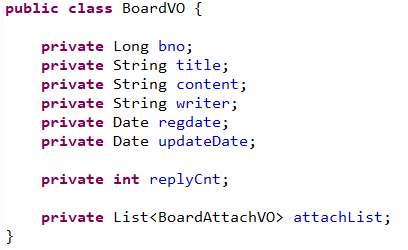 public class BoardVO {
private Long bno;
private String title;
private String content;
private String writer;
private Date regdate;
private Date updateDate;
private int replyCnt;
private List<BoardAttachVO> attachList;
}